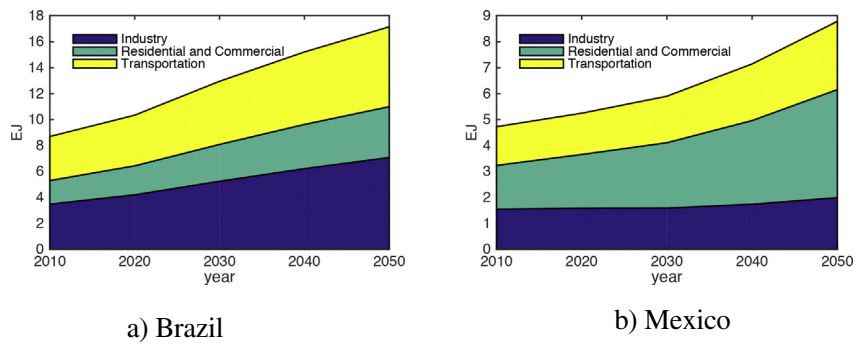 18
16
14
12
10
8
6
4
2
0
EJ
Industry
Residential and Commercial
Transportation
2010 2020 2030 2040 2050
year
a) Brazil
9
8
7
6
5
4
3
2
1
0
EJ
Industry
Residential and Commercial
Transportation
2010 2020 2030 2040 2050
year
b) Mexico